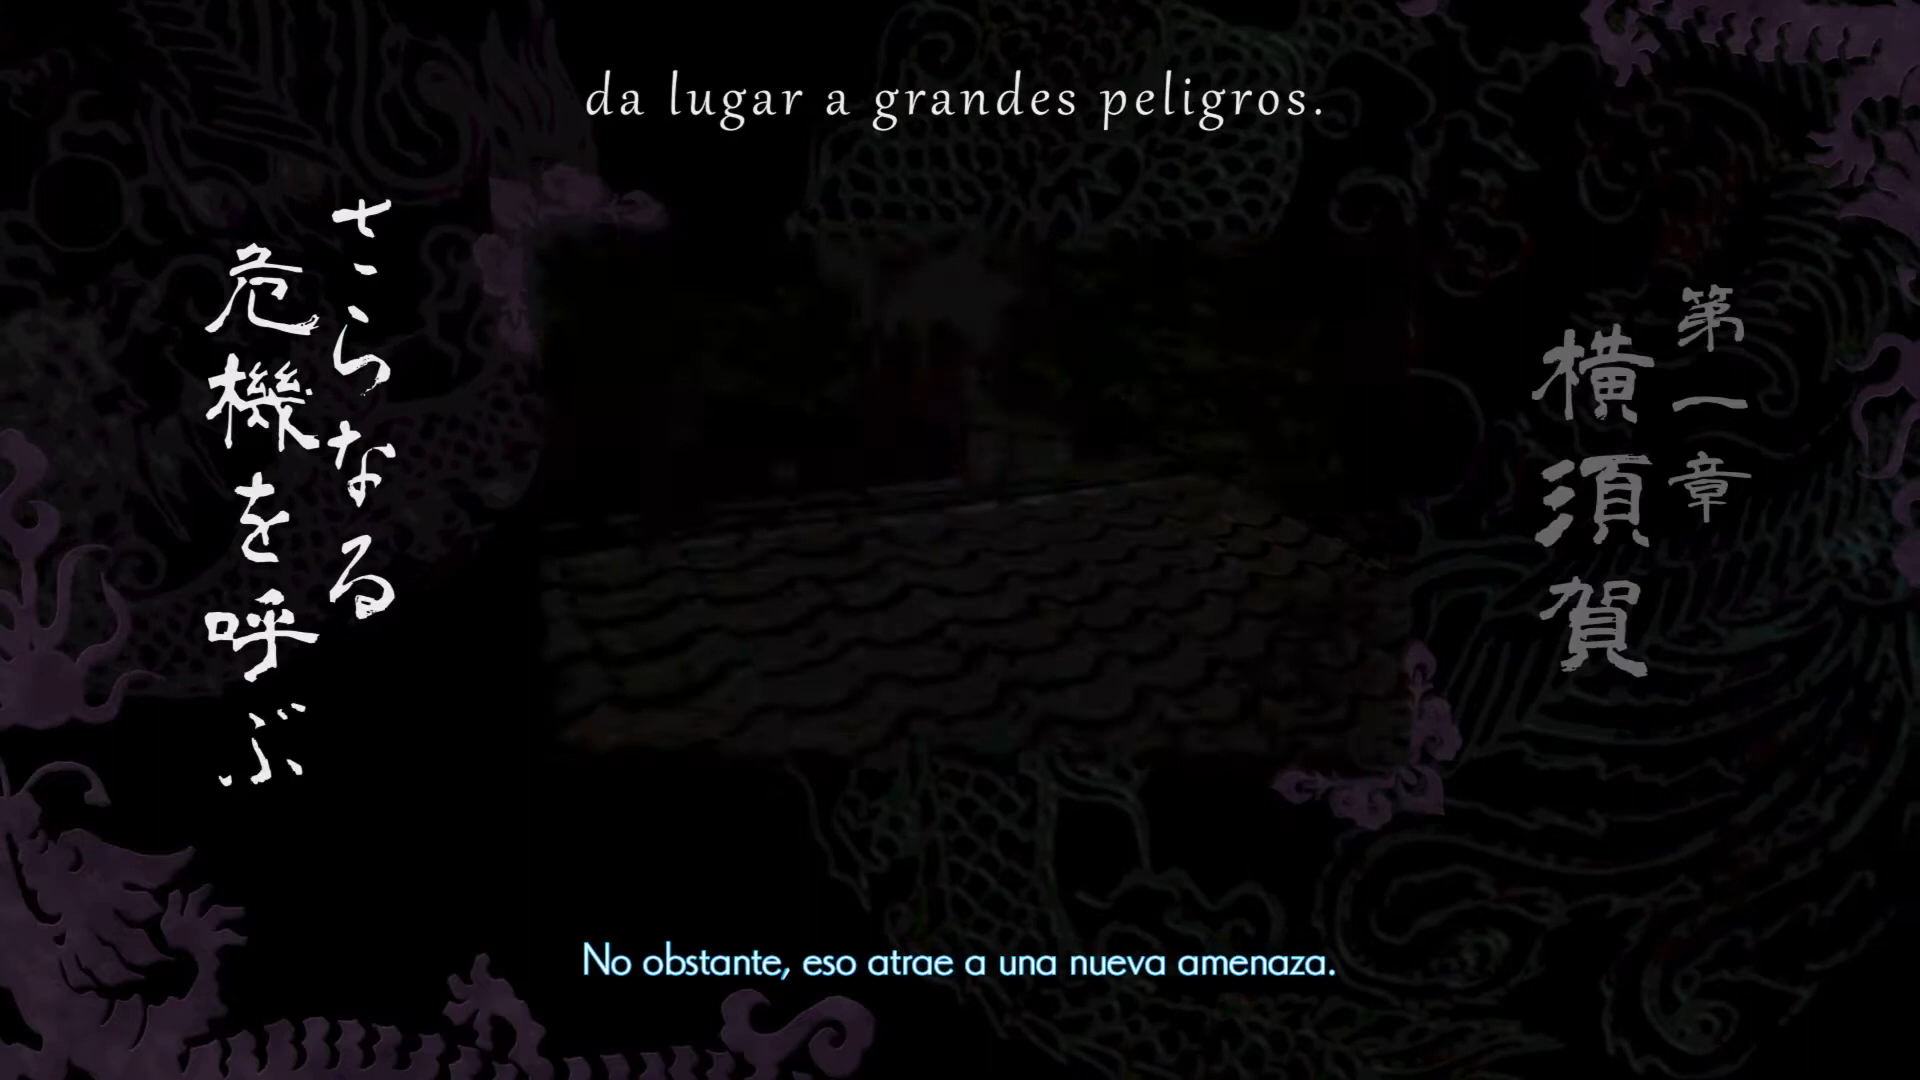 da lugar a grandes peligros.
第一章
横須賀
さらなる
危機を呼ぶ
No obstante, eso atrae a una nueva amenaza.